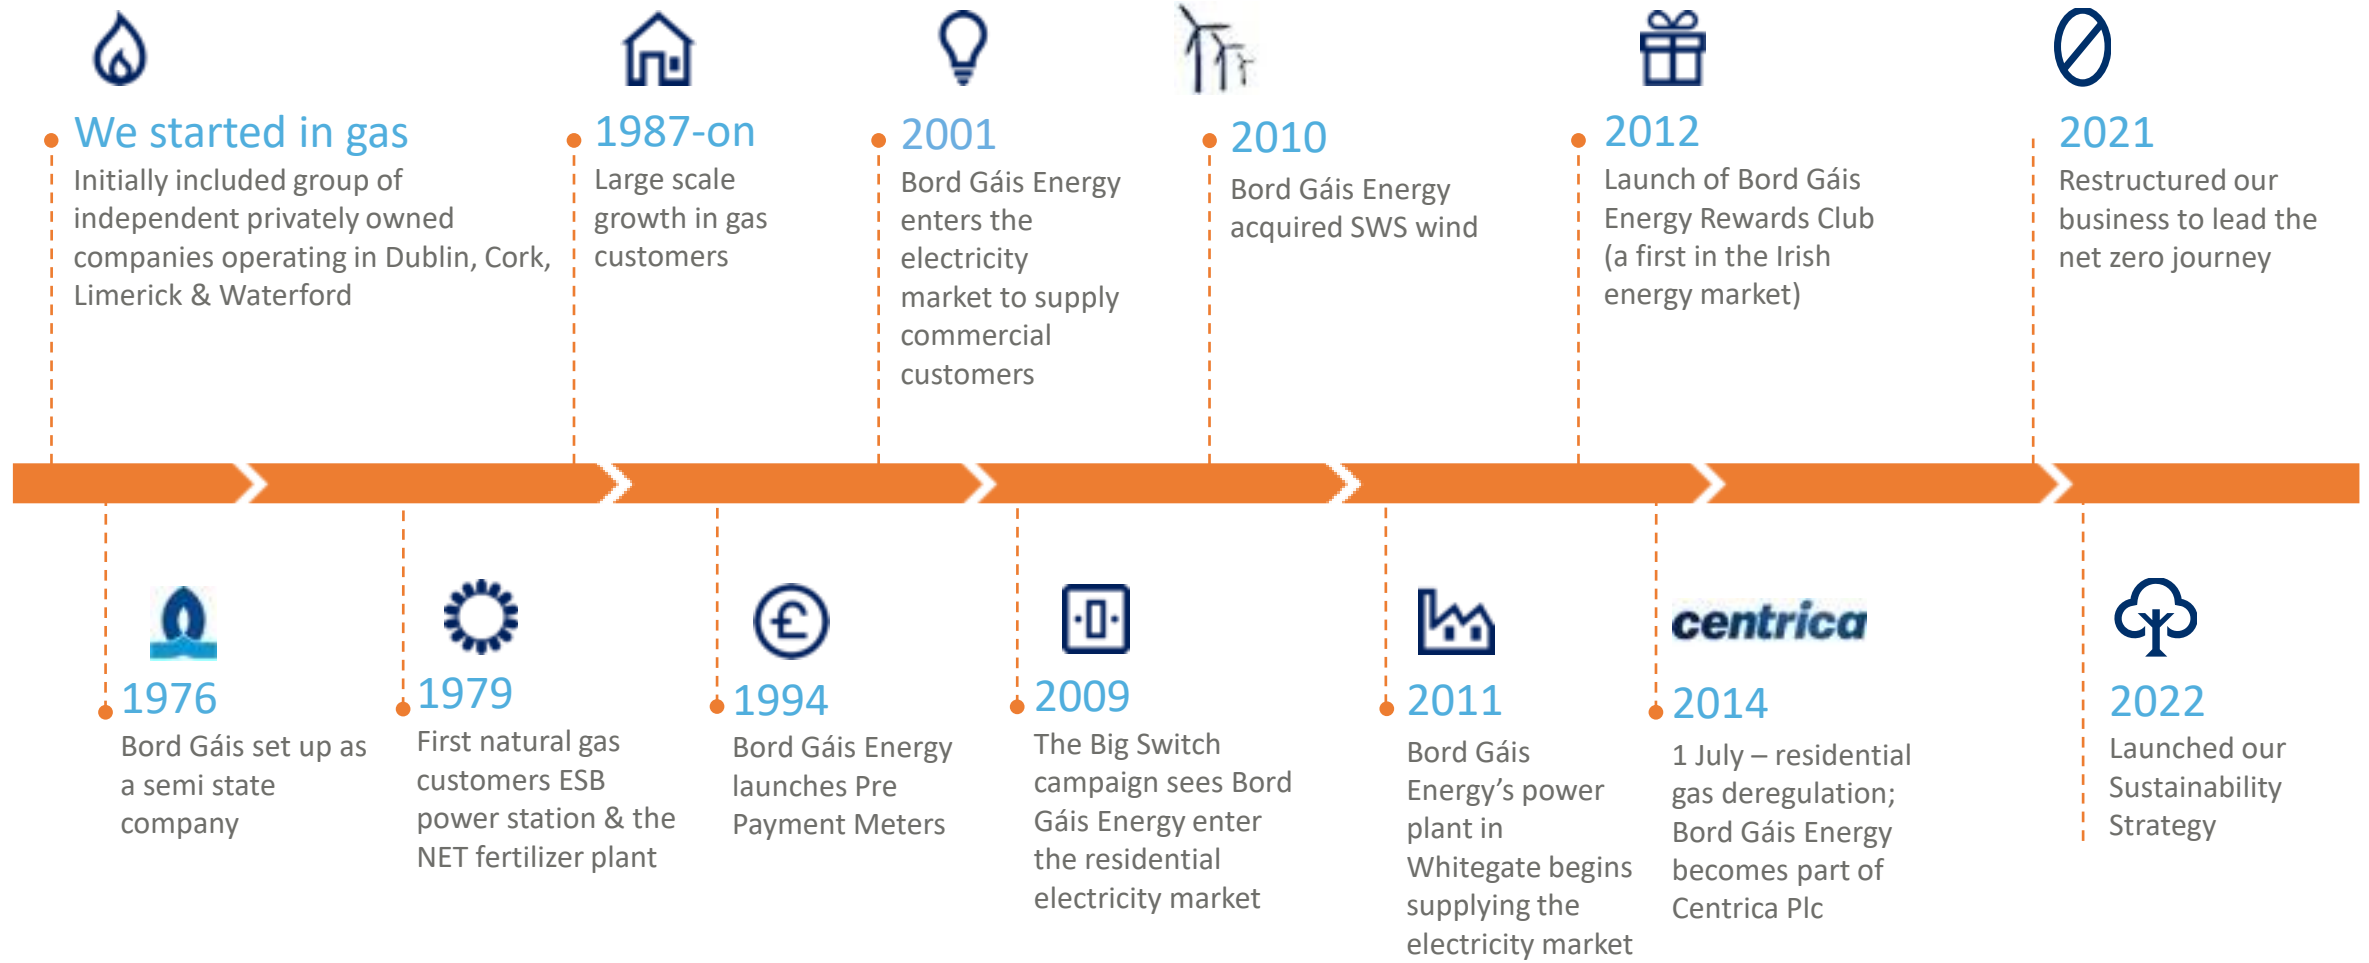 We started in gas
Initially included group of
independent privately owned
companies operating in Dublin, Cork,
Limerick & Waterford
1987-on
Large scale
growth in gas
customers
2001
Bord Gáis Energy
enters the
electricity
market to supply
commercial
customers
2010
Bord Gáis Energy
acquired SWS wind
2012
Launch of Bord Gáis
Energy Rewards Club
(a first in the Irish
energy market)
2021
Restructured our
business to lead the
net zero journey
1976
Bord Gáis set up as
a semi state
company
1979
First natural gas
customers ESB
power station & the
NET fertilizer plant
£
1994
Bord Gáis Energy
launches Pre
Payment Meters
2009
The Big Switch
campaign sees Bord
Gáis Energy enter
the residential
electricity market
2011
Bord Gáis
Energy’s power
plant in
Whitegate begins
supplying the
electricity market
centrica
2014
1 July – residential
gas deregulation;
Bord Gáis Energy
becomes part of
Centrica Plc
2022
Launched our
Sustainability
Strategy